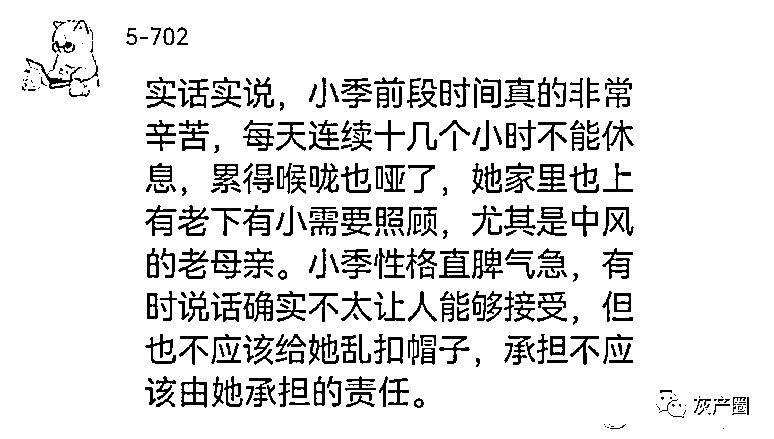 5-702
实话实说，小季前段时间真的非常
辛苦，每天连续十几个小时不能休
息，累得喉咙也哑了，她家里也上
有老下有小需要照顾，尤其是中风
的老母亲。小季性格直脾气急，有
时说话确实不太让人能够接受，但
也不应该给她乱扣帽子，承担不应
该由她承担的责任。
灰产圈